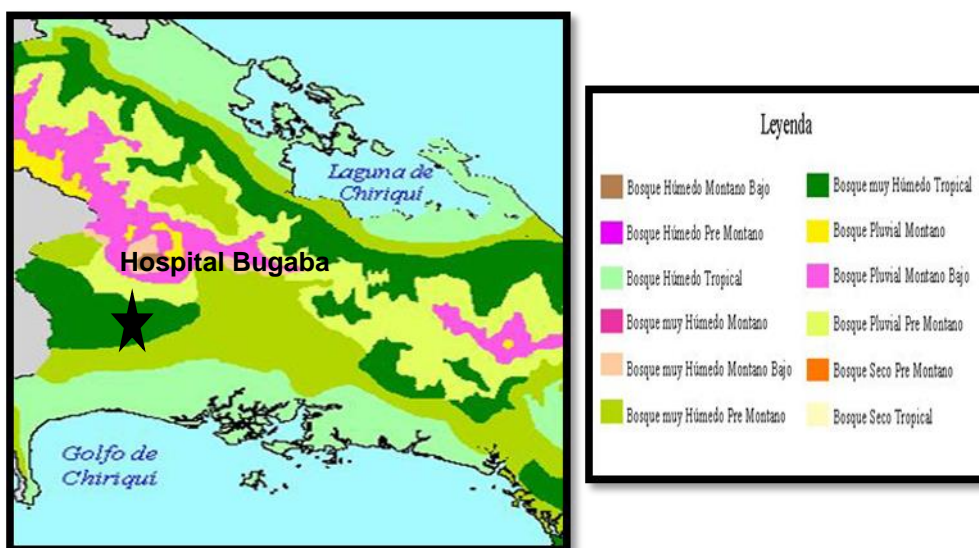 Laguna de
Chiriquí
Hospital Bugaba
Golfo de
Chiriquí
Leyenda
Bosque Húmedo Montano Bajo
Bosque Húmedo Pre Montano
Bosque Húmedo Tropical
Bosque muy Húmedo Montano
Bosque muy Húmedo Montano Bajo
Bosque muy Húmedo Pre Montano
Bosque muy Húmedo Tropical
Bosque Pluvial Montano
Bosque Pluvial Montano Bajo
Bosque Pluvial Pre Montano
Bosque Seco Pre Montano
Bosque Seco Tropical